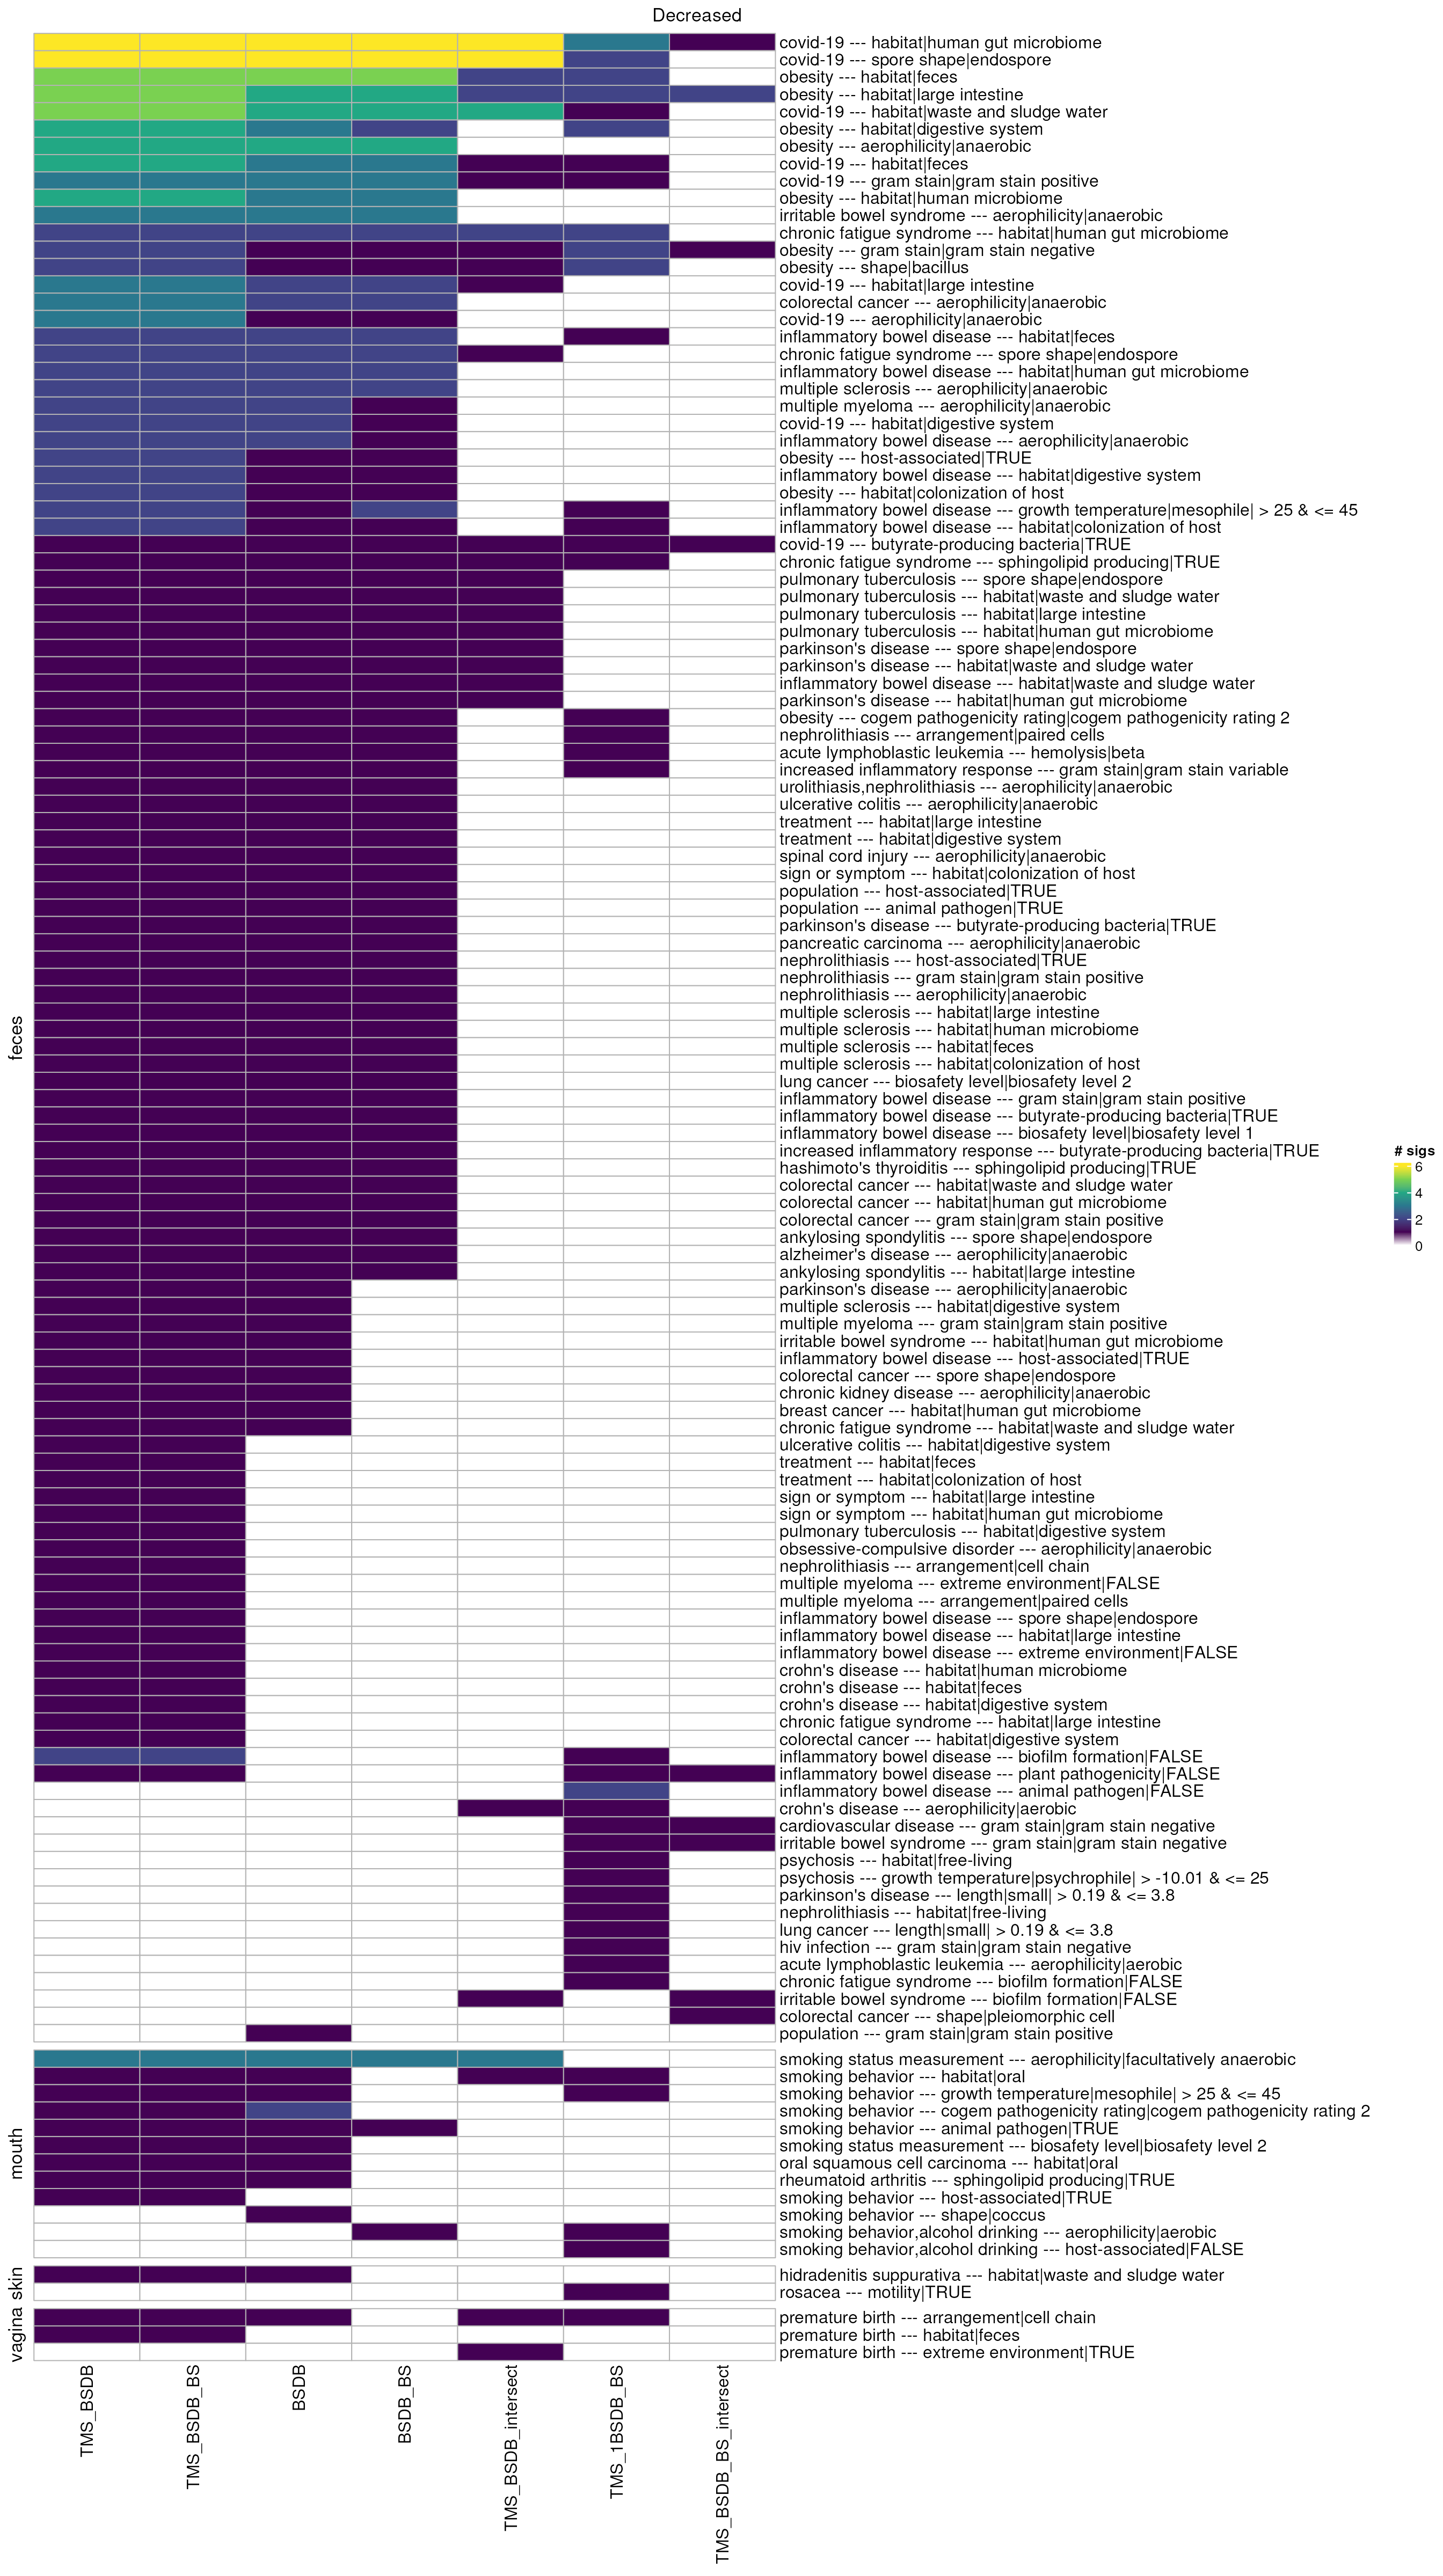 Decreased
covid-19 --- habitat|human gut microbiome
covid-19 --- spore shape|endospore
obesity --- habitat|feces
obesity --- habitat|large intestine
covid-19 --- habitat|waste and sludge water
obesity --- habitat|digestive system
obesity --- aerophilicity|anaerobic
covid-19 --- habitat|feces
covid-19 --- gram stain|gram stain positive
obesity --- habitat|human microbiome
irritable bowel syndrome --- aerophilicity|anaerobic
chronic fatigue syndrome --- habitat|human gut microbiome
obesity --- gram stain|gram stain negative
obesity --- shape|bacillus
covid-19 --- habitat|large intestine
colorectal cancer --- aerophilicity|anaerobic
covid-19 --- aerophilicity|anaerobic
inflammatory bowel disease --- habitat|feces
chronic fatigue syndrome --- spore shape|endospore
inflammatory bowel disease --- habitat|human gut microbiome
multiple sclerosis --- aerophilicity|anaerobic
multiple myeloma --- aerophilicity|anaerobic
covid-19 --- habitat|digestive system
inflammatory bowel disease --- aerophilicity|anaerobic
obesity --- host-associated|TRUE
inflammatory bowel disease --- habitat|digestive system
obesity --- habitat|colonization of host
inflammatory bowel disease --- growth temperature|mesophile| > 25 & <= 45
inflammatory bowel disease --- habitat|colonization of host
covid-19 --- butyrate-producing bacteria|TRUE
chronic fatigue syndrome --- sphingolipid producing|TRUE
pulmonary tuberculosis --- spore shape|endospore
pulmonary tuberculosis --- habitat|waste and sludge water
pulmonary tuberculosis --- habitat|large intestine
pulmonary tuberculosis --- habitat|human gut microbiome
parkinson's disease --- spore shape|endospore
parkinson's disease --- habitat|waste and sludge water
inflammatory bowel disease --- habitat|waste and sludge water
parkinson's disease --- habitat|human gut microbiome
obesity --- cogem pathogenicity rating|cogem pathogenicity rating 2
nephrolithiasis --- arrangement|paired cells
acute lymphoblastic leukemia --- hemolysis|beta
increased inflammatory response --- gram stain|gram stain variable
urolithiasis,nephrolithiasis --- aerophilicity|anaerobic
ulcerative colitis --- aerophilicity|anaerobic
treatment --- habitat|large intestine
treatment --- habitat|digestive system
spinal cord injury --- aerophilicity|anaerobic
sign or symptom --- habitat|colonization of host
population --- host-associated|TRUE
population --- animal pathogen|TRUE
parkinson's disease --- butyrate-producing bacteria|TRUE
pancreatic carcinoma --- aerophilicity|anaerobic
nephrolithiasis --- host-associated|TRUE
nephrolithiasis --- gram stain|gram stain positive
nephrolithiasis --- aerophilicity|anaerobic
multiple sclerosis --- habitat|large intestine
multiple sclerosis --- habitat|human microbiome
multiple sclerosis --- habitat|feces
multiple sclerosis --- habitat|colonization of host
lung cancer --- biosafety level|biosafety level 2
inflammatory bowel disease --- gram stain|gram stain positive
inflammatory bowel disease --- butyrate-producing bacteria|TRUE
inflammatory bowel disease --- biosafety level|biosafety level 1
increased inflammatory response --- butyrate-producing bacteria|TRUE
hashimoto's thyroiditis --- sphingolipid producing|TRUE
colorectal cancer --- habitat|waste and sludge water
colorectal cancer --- habitat|human gut microbiome
colorectal cancer --- gram stain|gram stain positive
ankylosing spondylitis --- spore shape|endospore
alzheimer's disease --- aerophilicity|anaerobic
ankylosing spondylitis --- habitat|large intestine
parkinson's disease --- aerophilicity|anaerobic
multiple sclerosis --- habitat|digestive system
multiple myeloma --- gram stain|gram stain positive
irritable bowel syndrome --- habitat|human gut microbiome
inflammatory bowel disease --- host-associated|TRUE
colorectal cancer --- spore shape|endospore
chronic kidney disease --- aerophilicity|anaerobic
breast cancer --- habitat|human gut microbiome
chronic fatigue syndrome --- habitat|waste and sludge water
ulcerative colitis --- habitat|digestive system
treatment --- habitat|feces
treatment --- habitat|colonization of host
sign or symptom --- habitat|large intestine
sign or symptom --- habitat|human gut microbiome
pulmonary tuberculosis --- habitat|digestive system
obsessive-compulsive disorder --- aerophilicity|anaerobic
nephrolithiasis --- arrangement|cell chain
multiple myeloma --- extreme environment|FALSE
multiple myeloma --- arrangement|paired cells
inflammatory bowel disease --- spore shape|endospore
inflammatory bowel disease --- habitat|large intestine
inflammatory bowel disease --- extreme environment|FALSE
crohn's disease --- habitat|human microbiome
crohn's disease --- habitat|feces
crohn's disease --- habitat|digestive system
chronic fatigue syndrome --- habitat|large intestine
colorectal cancer --- habitat|digestive system
inflammatory bowel disease --- biofilm formation|FALSE
inflammatory bowel disease --- plant pathogenicity|FALSE
inflammatory bowel disease --- animal pathogen|FALSE
crohn's disease --- aerophilicity|aerobic
cardiovascular disease --- gram stain|gram stain negative
irritable bowel syndrome --- gram stain|gram stain negative
psychosis --- habitat|free-living
psychosis --- growth temperature|psychrophile| > -10.01 & <= 25
parkinson's disease --- length|small| > 0.19 & <= 3.8
nephrolithiasis --- habitat|free-living
lung cancer --- length|small| > 0.19 & <= 3.8
hiv infection --- gram stain|gram stain negative
acute lymphoblastic leukemia --- aerophilicity|aerobic
chronic fatigue syndrome --- biofilm formation|FALSE
irritable bowel syndrome --- biofilm formation|FALSE
colorectal cancer --- shape|pleiomorphic cell
population --- gram stain|gram stain positive
smoking status measurement --- aerophilicity|facultatively anaerobic
smoking behavior --- habitat|oral
smoking behavior --- growth temperature|mesophile| > 25 & <= 45
smoking behavior --- cogem pathogenicity rating|cogem pathogenicity rating 2
smoking behavior --- animal pathogen|TRUE
smoking status measurement --- biosafety level|biosafety level 2
oral squamous cell carcinoma --- habitat|oral
rheumatoid arthritis --- sphingolipid producing|TRUE
smoking behavior --- host-associated|TRUE
smoking behavior --- shape|coccus
smoking behavior,alcohol drinking --- aerophilicity|aerobic
smoking behavior,alcohol drinking --- host-associated|FALSE
hidradenitis suppurativa --- habitat|waste and sludge water
rosacea --- motility|TRUE
premature birth --- arrangement|cell chain
premature birth --- habitat|feces
premature birth --- extreme environment|TRUE
feces
mouth
skin
vagina
TMS_BSDB
TMS_BSDB_BS
BSDB
BSDB_BS
TMS_BSDB_intersect
TMS_1BSDB_BS
TMS_BSDB_BS_intersect
# sigs
6
4
2
0